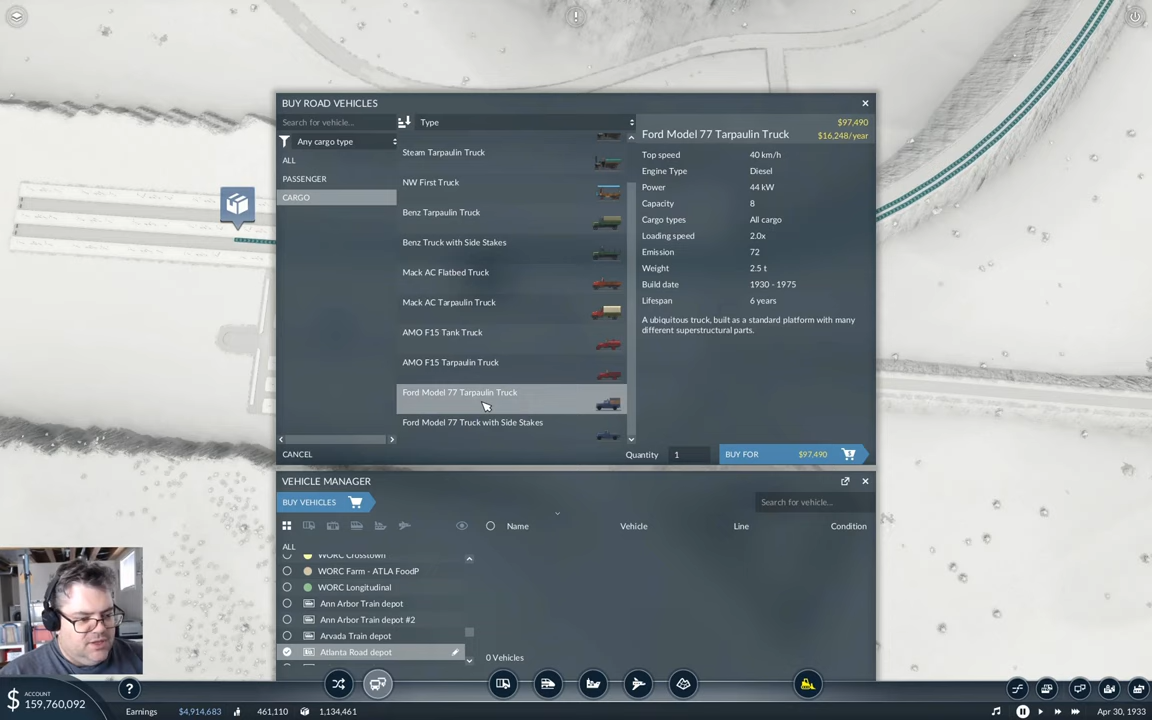 BUY ROAD VEHICLES
Search for vehicle...
Type
Any cargo type
ALL
PASSENGER
CARGO
Steam Tarpaulin Truck
NW First Truck
Benz Tarpaulin Truck
Benz Truck with Side Stakes
Mack AC Flatbed Truck
Mack AC Tarpaulin Truck
AMO F15 Tank Truck
AMO F15 Tarpaulin Truck
Ford Model 77 Tarpaulin Truck
Ford Model 77 Truck with Side Stakes
$97,490
Ford Model 77 Tarpaulin Truck
$16,248/year
Top speed 40 km/h
Engine Type Diesel
Power 44 kW
Capacity 8
Cargo types All cargo
Loading speed 2.0x
Emission 72
Weight 2.5 t
Build date 1930 - 1975
Lifespan 6 years
A ubiquitous truck, built as a standard platform with many
different superstructural parts.
CANCEL
Quantity 1
BUY FOR $97,490
VEHICLE MANAGER
BUY VEHICLES
Search for vehicle...
Name Vehicle Line Condition
ALL
WORC Crosstown
WORC Farm - ATLA FoodP
WORC Longitudinal
Ann Arbor Train depot
Ann Arbor Train depot #2
Arvada Train depot
Atlanta Road depot
0 Vehicles
$ ACCOUNT
159,760,092
?
Earnings $4,914,683 461,110 1,134,461
Apr 30, 1933